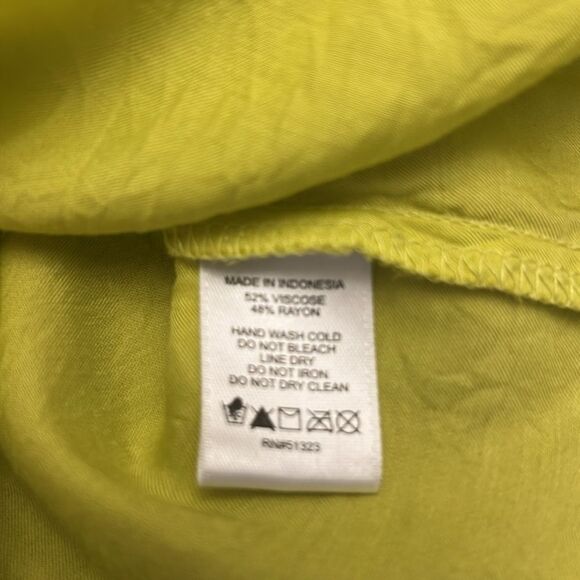 MADE IN INDONESIA
52% VISCOSE
48% RAYON
HAND WASH COLD
DO NOT BLEACH
LINE DRY
DO NOT IRON
DO NOT DRY CLEAN
RN#51323